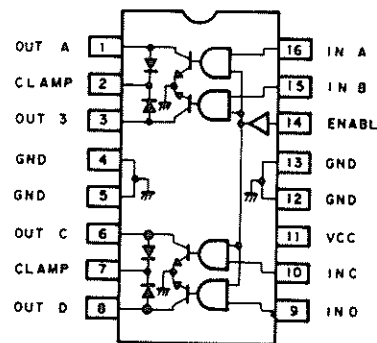 OUT A 1 16 IN A
CLAMP 2 15 IN B
OUT 3 3 14 ENABL
GND 4 13 GND
GND 5 12 GND
OUT C 6 11 VCC
CLAMP 7 10 INC
OUT D 8 9 IN0